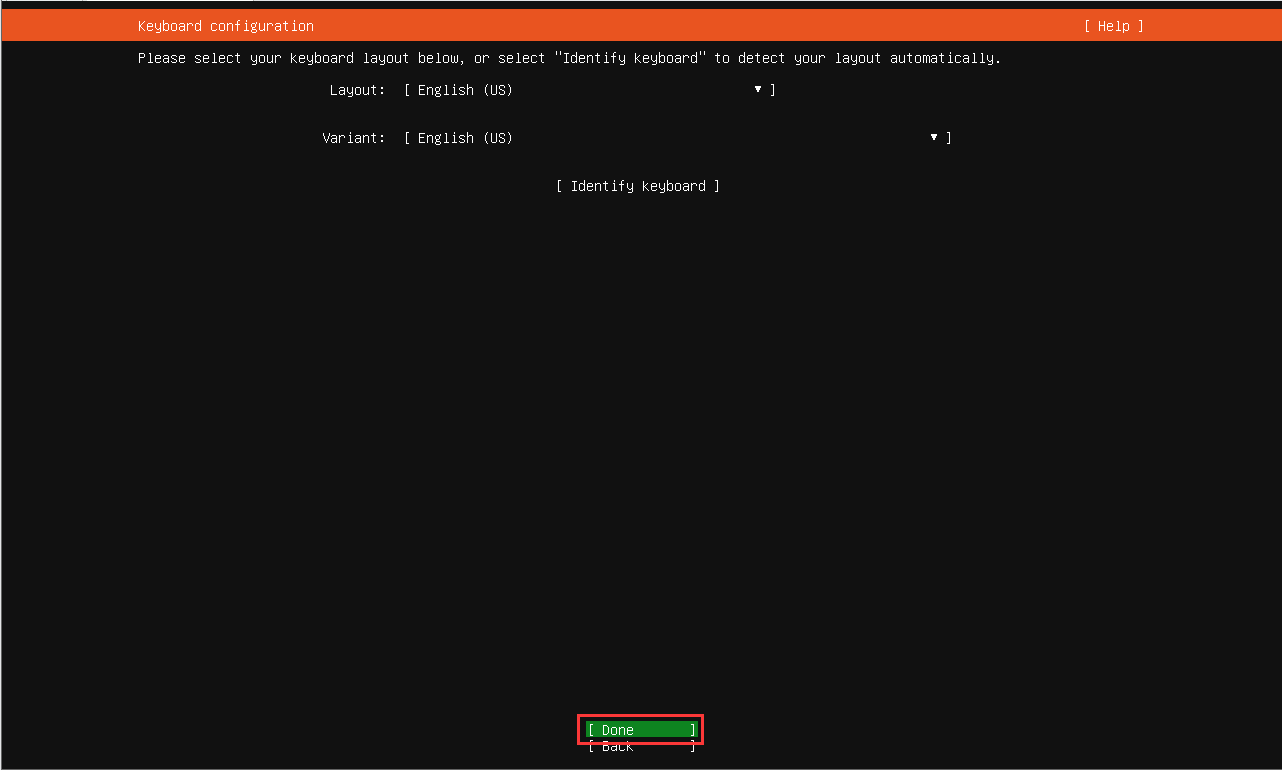 Keyboard configuration [ Help ]
Please select your keyboard layout below, or select "Identify keyboard" to detect your layout automatically.
Layout: [ English (US) ▾ ]
Variant: [ English (US) ▾ ]
[ Identify keyboard ]
[ Done ]
[ Back ]